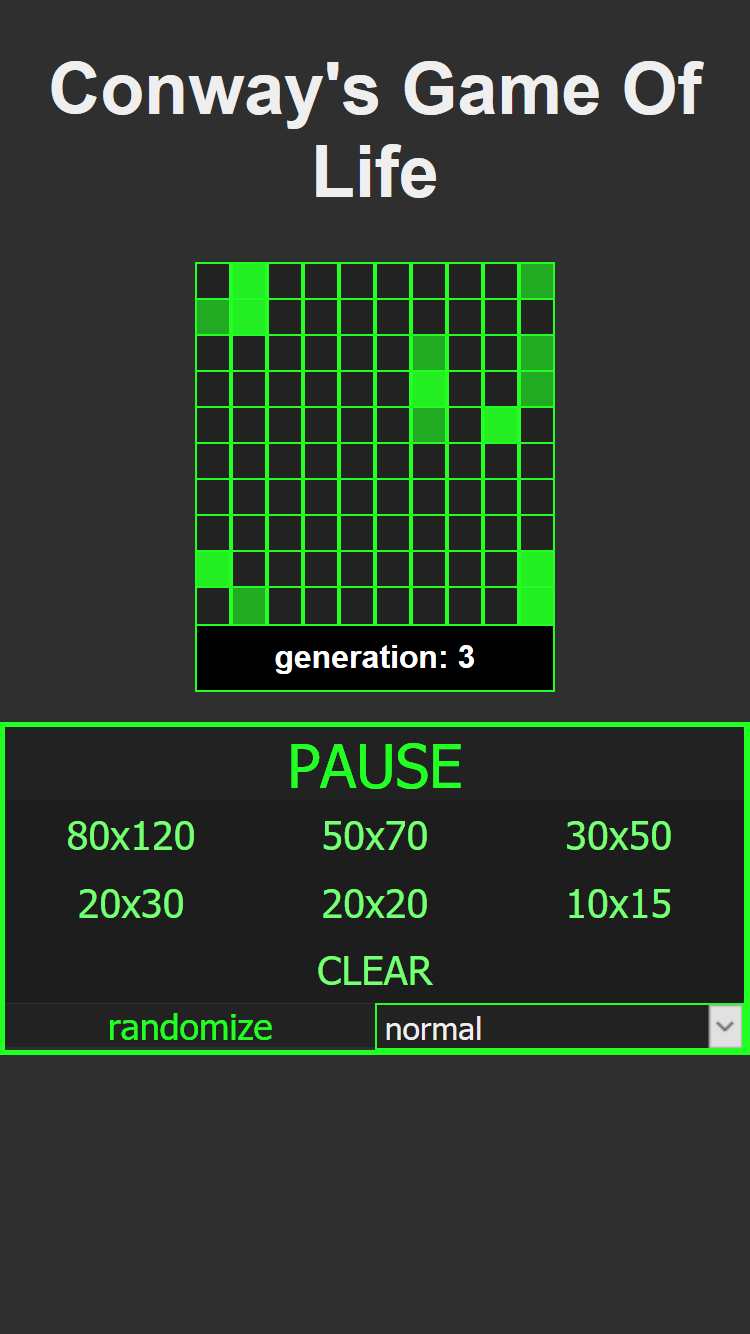 Conway's Game Of
Life
generation: 3
PAUSE
80x120 50x70 30x50
20x30 20x20 10x15
CLEAR
randomize normal